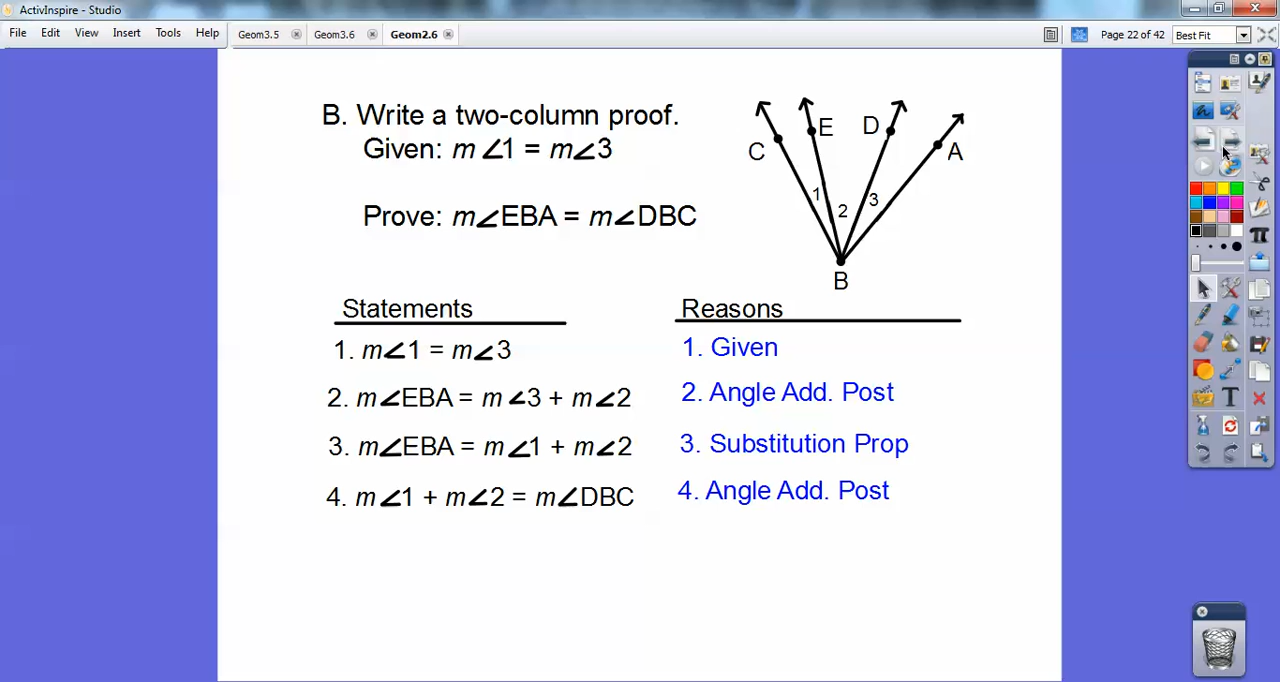 ActivInspire - Studio
File Edit View Insert Tools Help
Geom3.5 Geom3.6 Geom2.6
Page 22 of 42 Best Fit
B. Write a two-column proof.
Given: m∠1 = m∠3
Prove: m∠EBA = m∠DBC
C E D A
1 2 3
B
Statements Reasons
1. m∠1 = m∠3 1. Given
2. m∠EBA = m∠3 + m∠2 2. Angle Add. Post
3. m∠EBA = m∠1 + m∠2 3. Substitution Prop
4. m∠1 + m∠2 = m∠DBC 4. Angle Add. Post